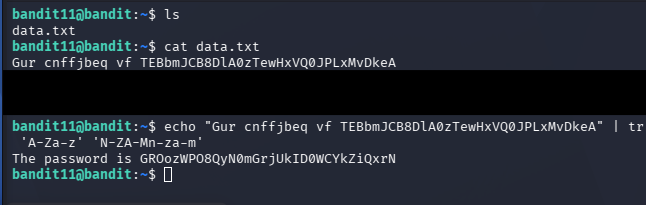 bandit11@bandit:~$ ls
data.txt
bandit11@bandit:~$ cat data.txt
Gur cnffjbeq vf TEBbmJCB8DlA0zTewHxVQ0JPLxMvDkeA
bandit11@bandit:~$ echo "Gur cnffjbeq vf TEBbmJCB8DlA0zTewHxVQ0JPLxMvDkeA" | tr
'A-Za-z' 'N-ZA-Mn-za-m'
The password is GROozWPO8QyN0mGrjUkID0WCYkZiQxrN
bandit11@bandit:~$